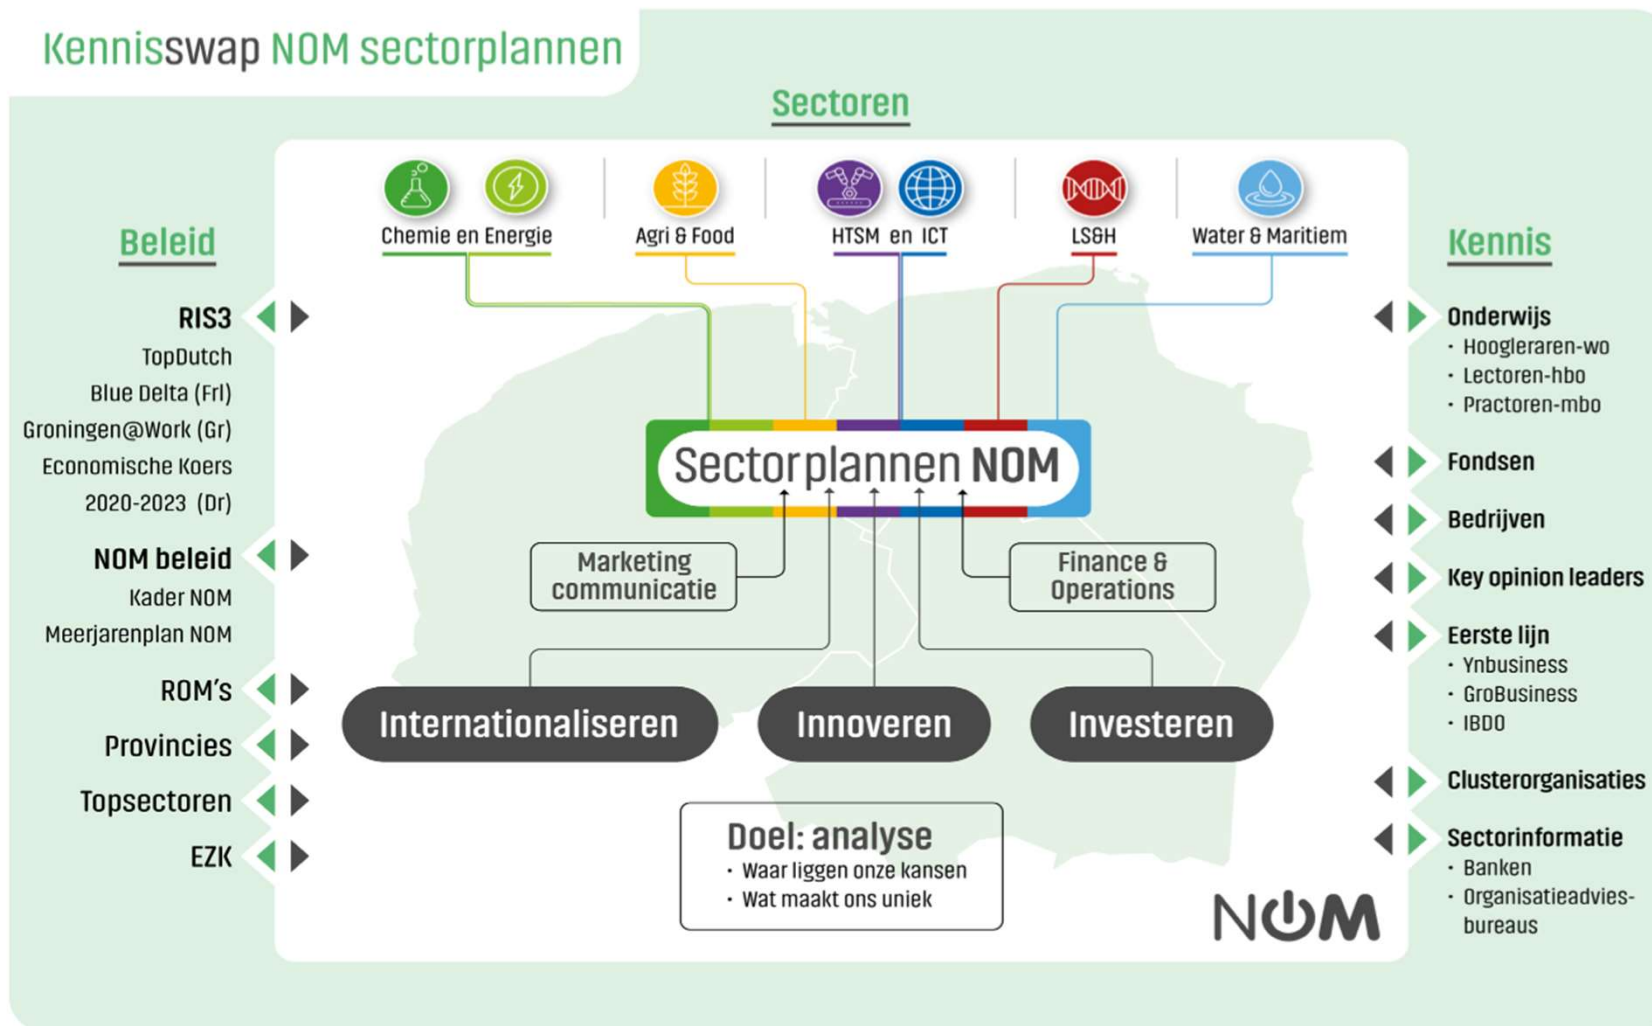 Kennisswap NOM sectorplannen
Sectoren
Chemie en Energie
Agri & Food
HTSM en ICT
LS&H
Water & Maritiem
Beleid
RIS3
TopDutch
Blue Delta (Frl)
Groningen@Work (Gr)
Economische Koers
2020-2023 (Dr)
NOM beleid
Kader NOM
Meerjarenplan NOM
ROM's
Provincies
Topsectoren
EZK
Sectorplannen NOM
Marketing
communicatie
Finance &
Operations
Internationaliseren
Innoveren
Investeren
Doel: analyse
· Waar liggen onze kansen
· Wat maakt ons uniek
NOM
Kennis
Onderwijs
· Hoogleraren-wo
· Lectoren-hbo
· Practoren-mbo
Fondsen
Bedrijven
Key opinion leaders
Eerste lijn
· Ynbusiness
· GroBusiness
· IBDO
Clusterorganisaties
Sectorinformatie
· Banken
· Organisatieadvies-
bureaus